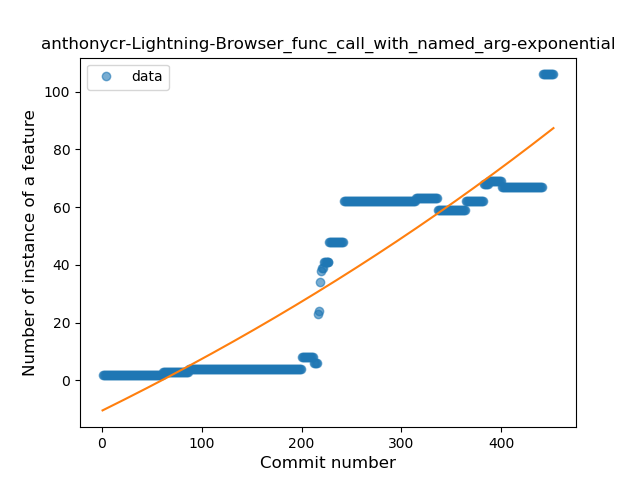 anthonycr-Lightning-Browser_func_call_with_named_arg-exponential
data
Number of instance of a feature
100
80
60
40
20
0
0 100 200 300 400
Commit number